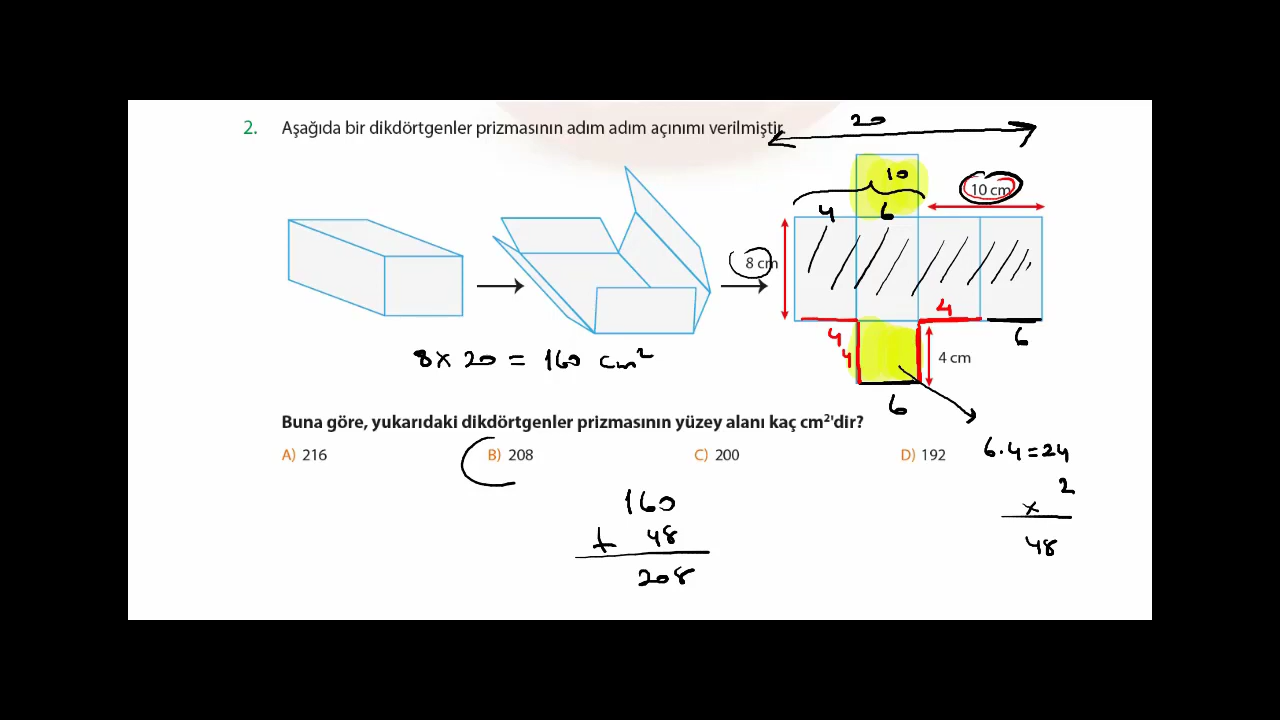 2. Aşağıda bir dikdörtgenler prizmasının adım adım açınımı verilmiştir.
20
10
10 cm
4 6
8 cm
4
4
4
4 cm
6
6
8 x 20 = 160 cm²
Buna göre, yukarıdaki dikdörtgenler prizmasının yüzey alanı kaç cm²'dir?
A) 216 B) 208 C) 200 D) 192
6.4=24
x 2
48
160
+ 48
208